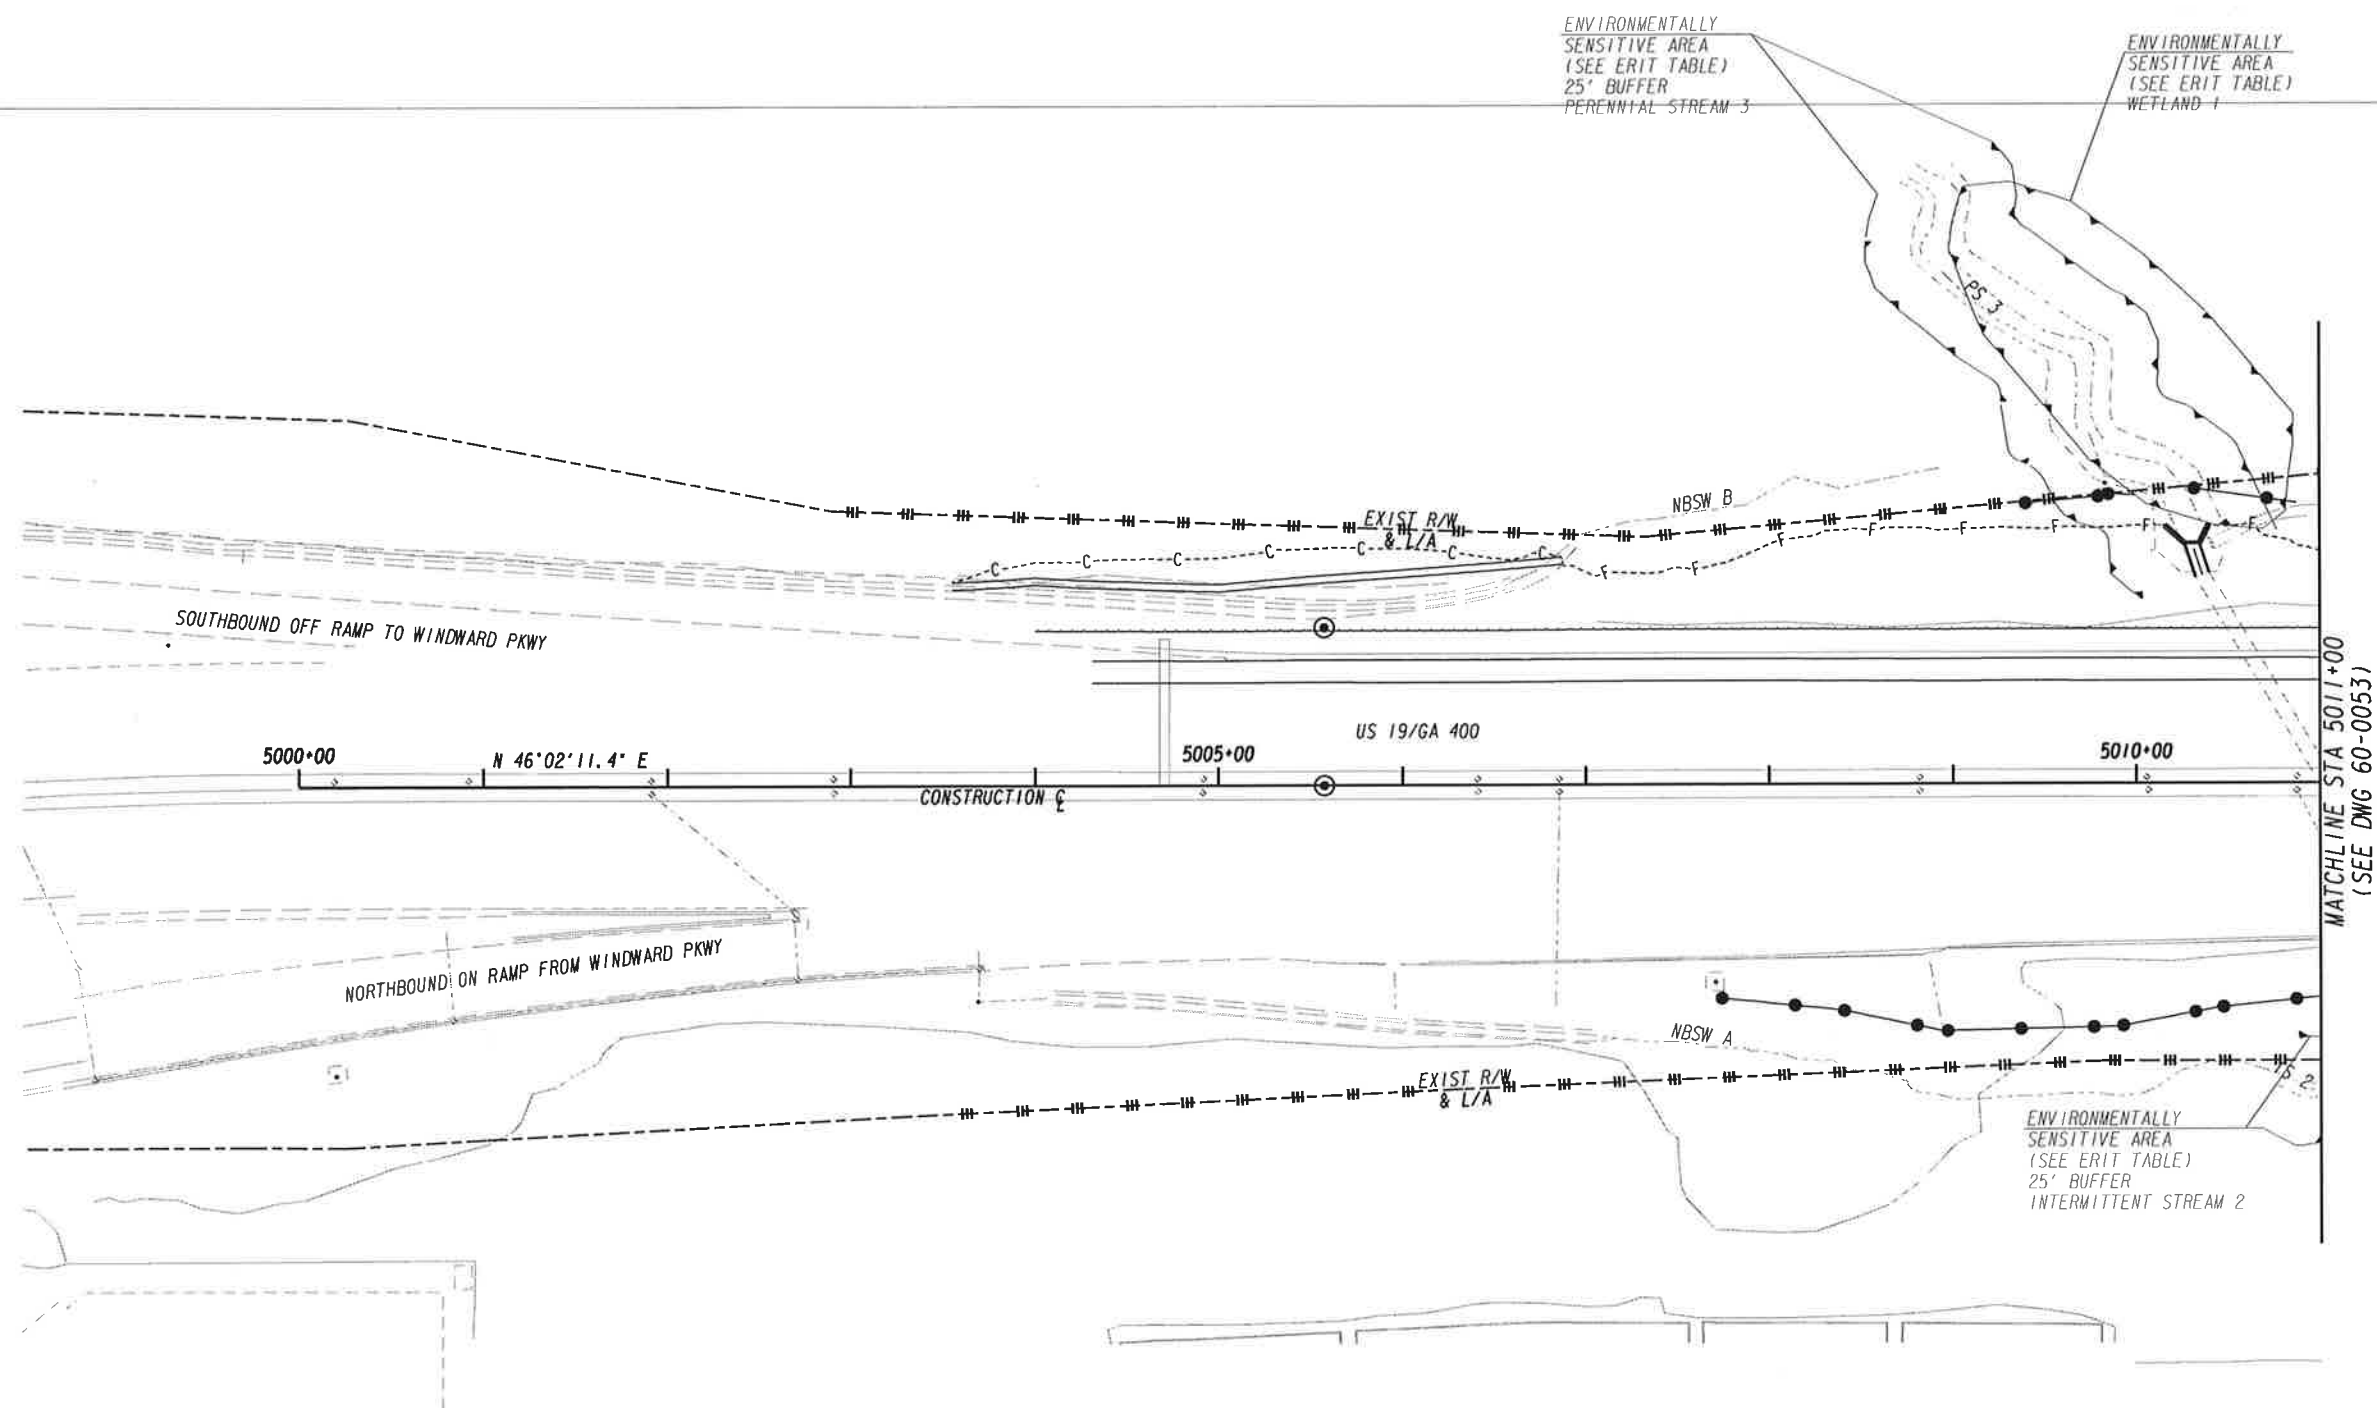 ENVIRONMENTALLY
SENSITIVE AREA
(SEE ERIT TABLE)
25' BUFFER
PERENNIAL STREAM 3
ENVIRONMENTALLY
SENSITIVE AREA
(SEE ERIT TABLE)
WETLAND 1
PS 3
NBSW B
EXIST R/W
& L/A
C C C C C C C
F F F F F F F F
SOUTHBOUND OFF RAMP TO WINDWARD PKWY
US 19/GA 400
5000+00
N 46°02'11.4" E
5005+00
5010+00
CONSTRUCTION ℄
MATCHLINE STA 5011+00
(SEE DWG 60-0053)
NORTHBOUND ON RAMP FROM WINDWARD PKWY
NBSW A
EXIST R/W
& L/A
ENVIRONMENTALLY
SENSITIVE AREA
(SEE ERIT TABLE)
25' BUFFER
INTERMITTENT STREAM 2